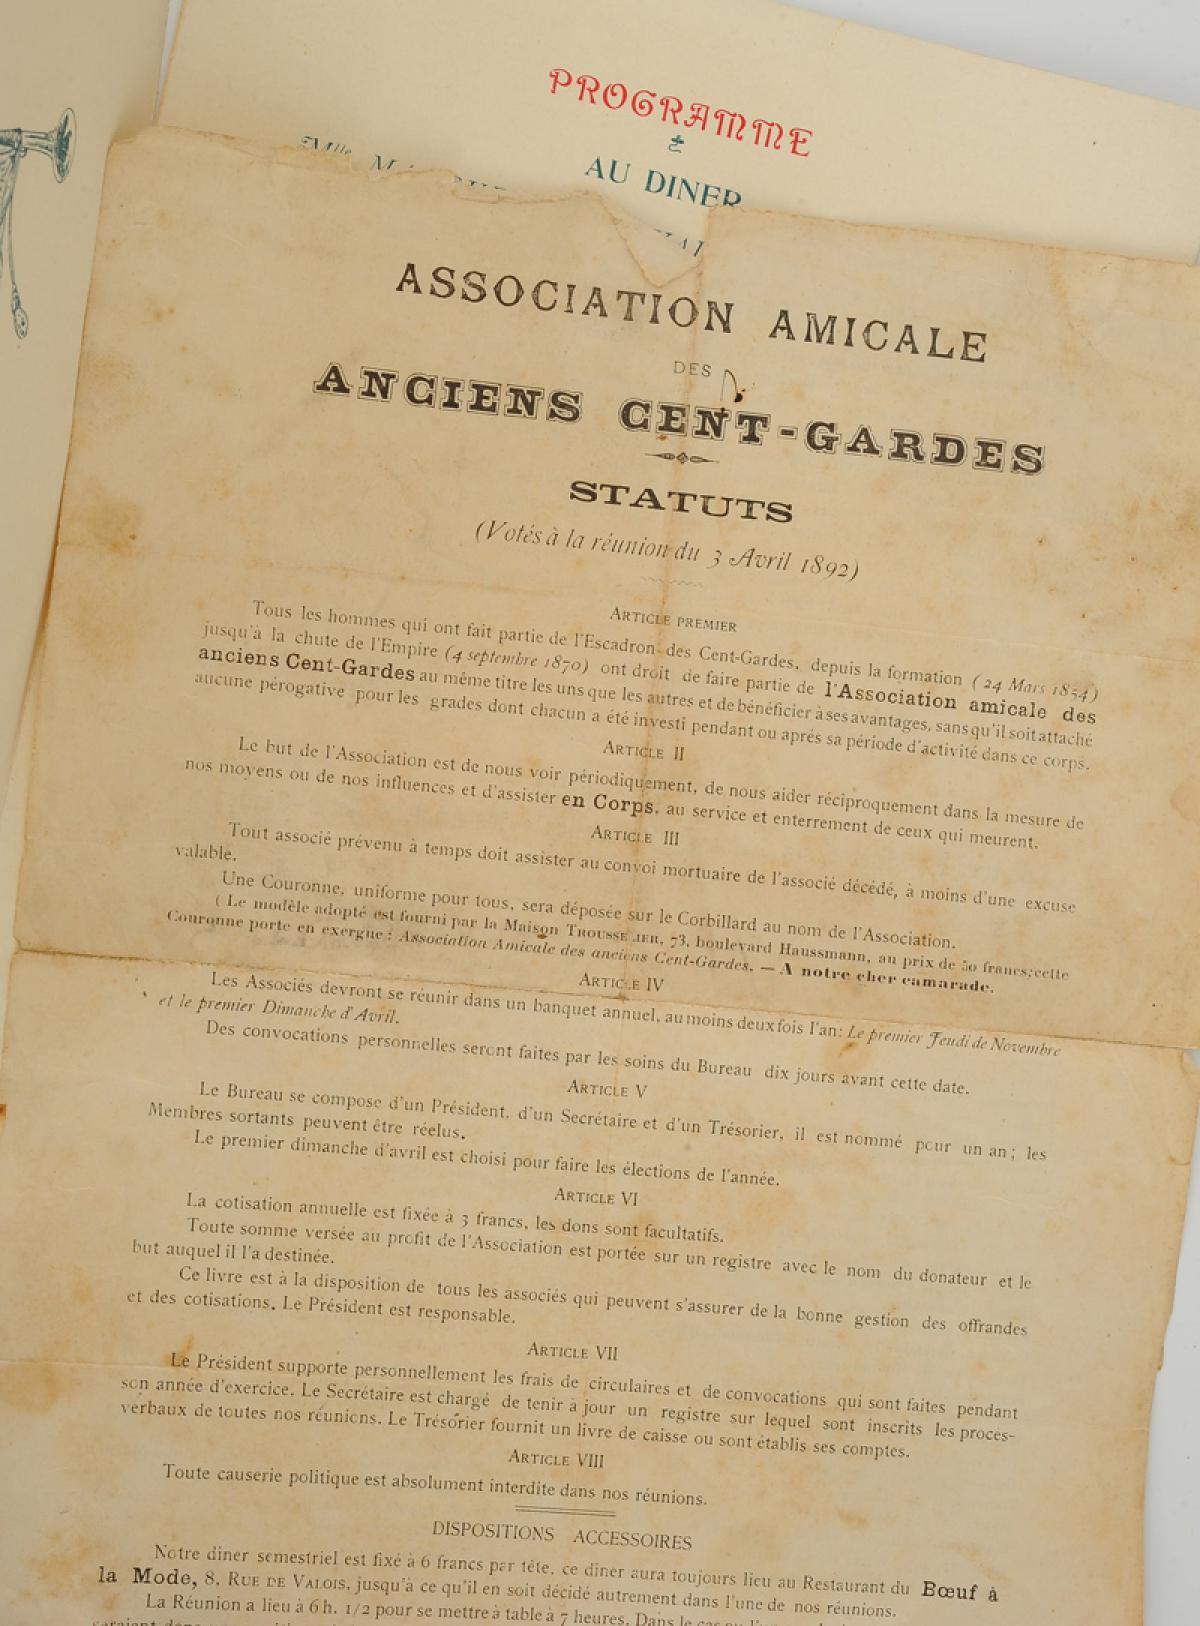 PROGRAMME
AU DINER
Mlle
ASSOCIATION AMICALE
DES
ANCIENS CENT-GARDES
STATUTS
(Votés à la réunion du 3 Avril 1892)
ARTICLE PREMIER
Tous les hommes qui ont fait partie de l'Escadron des Cent-Gardes, depuis la formation (24 Mars 1854)
jusqu'à la chute de l'Empire (4 septembre 1870) ont droit de faire partie de l'Association amicale des
anciens Cent-Gardes au même titre les uns que les autres et de bénéficier à ses avantages, sans qu'il soit attaché
aucune pérogative pour les grades dont chacun a été investi pendant ou aprés sa période d'activité dans ce corps.
ARTICLE II
Le but de l'Association est de nous voir périodiquement, de nous aider réciproquement dans la mesure de
nos moyens ou de nos influences et d'assister en Corps, au service et enterrement de ceux qui meurent.
ARTICLE III
Tout associé prévenu à temps doit assister au convoi mortuaire de l'associé décédé, à moins d'une excuse
valable.
Une Couronne, uniforme pour tous, sera déposée sur le Corbillard au nom de l'Association.
( Le modèle adopté est fourni par la Maison 73, boulevard Haussmann, au prix de 50 francs; cette
Couronne porte en exergue : Association Amicale des anciens Cent-Gardes. — A notre cher camarade.
ARTICLE IV
Les Associés devront se réunir dans un banquet annuel, au moins deux fois l'an: Le premier Jeudi de Novembre
et le premier Dimanche d'Avril.
Des convocations personnelles seront faites par les soins du Bureau dix jours avant cette date.
ARTICLE V
Le Bureau se compose d'un Président, d'un Secrétaire et d'un Trésorier, il est nommé pour un an; les
Membres sortants peuvent être réelus.
Le premier dimanche d'avril est choisi pour faire les élections de l'année.
ARTICLE VI
La cotisation annuelle est fixée à 3 francs, les dons sont facultatifs.
Toute somme versée au profit de l'Association est portée sur un registre avec le nom du donateur et le
but auquel il l'a destinée.
Ce livre est à la disposition de tous les associés qui peuvent s'assurer de la bonne gestion des offrandes
et des cotisations. Le Président est responsable.
ARTICLE VII
Le Président supporte personnellement les frais de circulaires et de convocations qui sont faites pendant
son année d'exercice. Le Secrétaire est chargé de tenir à jour un registre sur lequel sont inscrits les procès-
verbaux de toutes nos réunions. Le Trésorier fournit un livre de caisse ou sont établis ses comptes.
ARTICLE VIII
Toute causerie politique est absolument interdite dans nos réunions.
DISPOSITIONS ACCESSOIRES
Notre diner semestriel est fixé à 6 francs par tête, ce diner aura toujours lieu au Restaurant du Bœuf à
la Mode, 8, RUE DE VALOIS, jusqu'à ce qu'il en soit décidé autrement dans l'une de nos réunions.
La Réunion a lieu à 6 h. 1/2 pour se mettre à table à 7 heures. Dans le cas ou